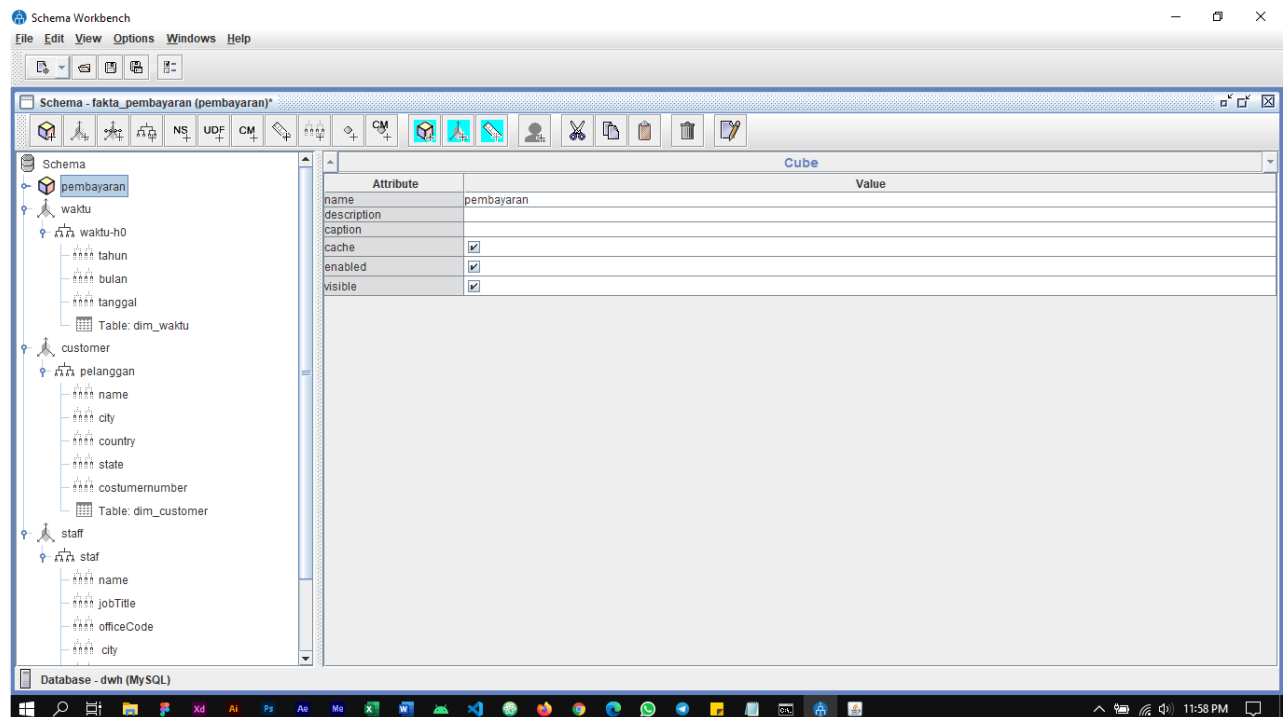 Schema Workbench
File Edit View Options Windows Help
Schema - fakta_pembayaran (pembayaran)*
NS UDF CM CM
Schema
pembayaran
waktu
waktu-h0
tahun
bulan
tanggal
Table: dim_waktu
customer
pelanggan
name
city
country
state
costumernumber
Table: dim_customer
staff
staf
name
jobTitle
officeCode
city
Cube
Attribute Value
name pembayaran
description
caption
cache
enabled
visible
Database - dwh (MySQL)
Xd Ai Ps Ae Me X W C:\ 11:58 PM